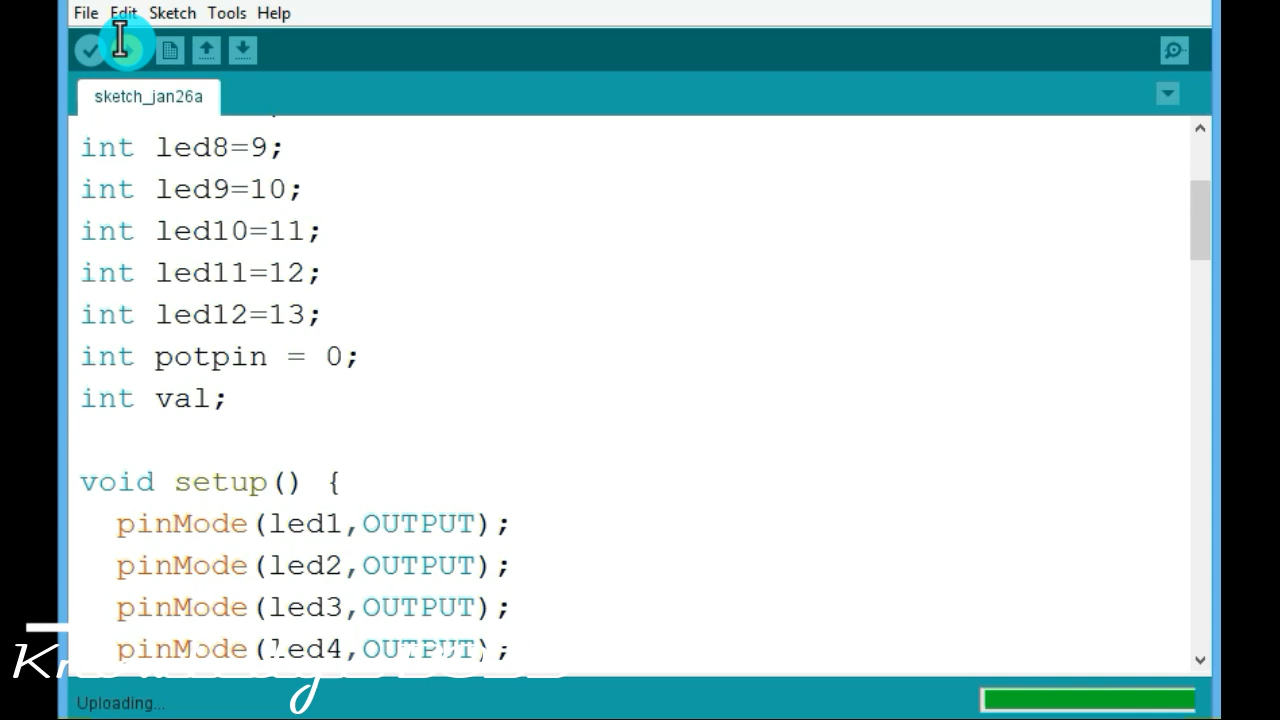 File Edit Sketch Tools Help
sketch_jan26a
int led8=9;
int led9=10;
int led10=11;
int led11=12;
int led12=13;
int potpin = 0;
int val;
void setup() {
pinMode(led1,OUTPUT);
pinMode(led2,OUTPUT);
pinMode(led3,OUTPUT);
pinMode(led4,OUTPUT);
Uploading...